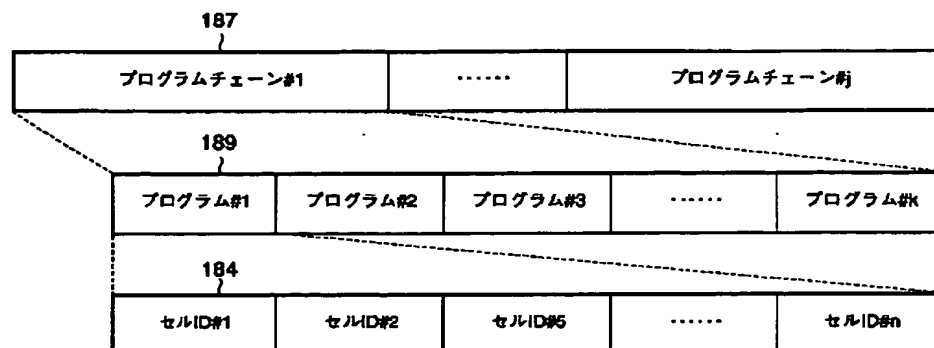 187
プログラムチェーン#1 ······ プログラムチェーン#j
189
プログラム#1 プログラム#2 プログラム#3 ······ プログラム#k
184
セルID#1 セルID#2 セルID#5 ······ セルID#n